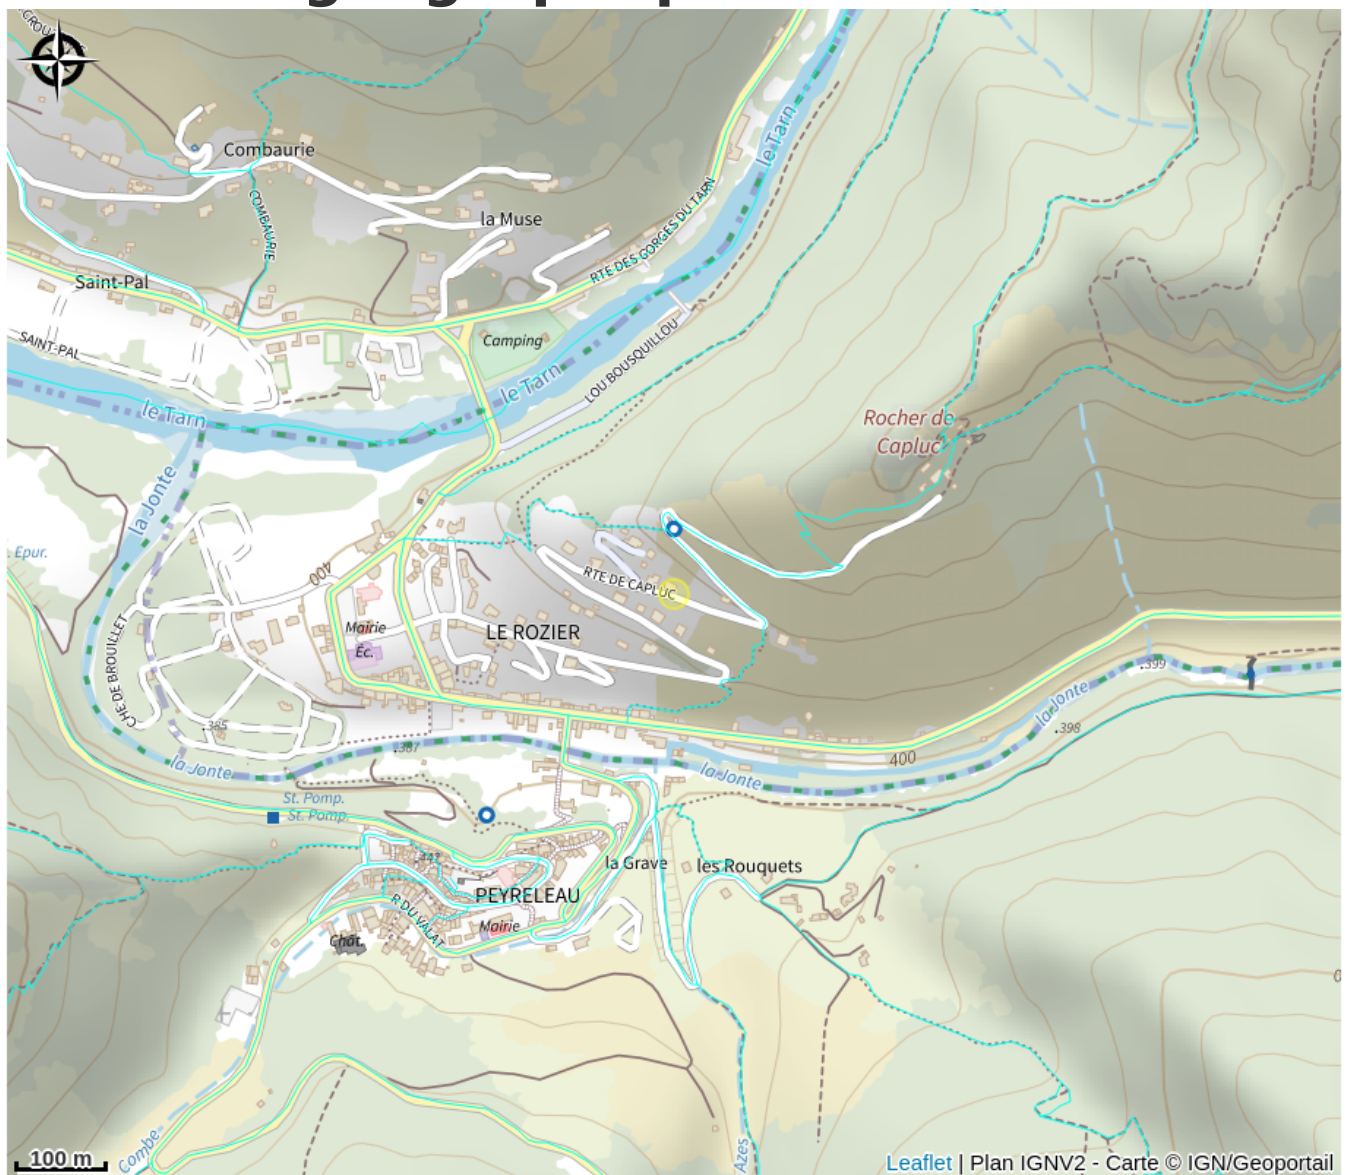 Combaurie
COMBAURIE
la Muse
le Tarn
RTE DES GORGES DU TARN
Saint-Pal
SAINT-PAL
Camping
le Tarn
LOU BOUSQUILLOU
le Tarn
Rocher de
Capluc
la Jonte
Epur.
400
RTE DE CAPLUC
Mairie
Éc.
LE ROZIER
CHE DE BROUILLET
.399
la Jonte
.398
.385
.387
400
la Jonte
la Jonte
St. Pomp.
St. Pomp.
la Grave
les Rouquets
PEYRELEAU
R DU VALAT
Mairie
Chât.
Combe
Azes
100 m
Leaflet | Plan IGNV2 - Carte © IGN/Geoportail